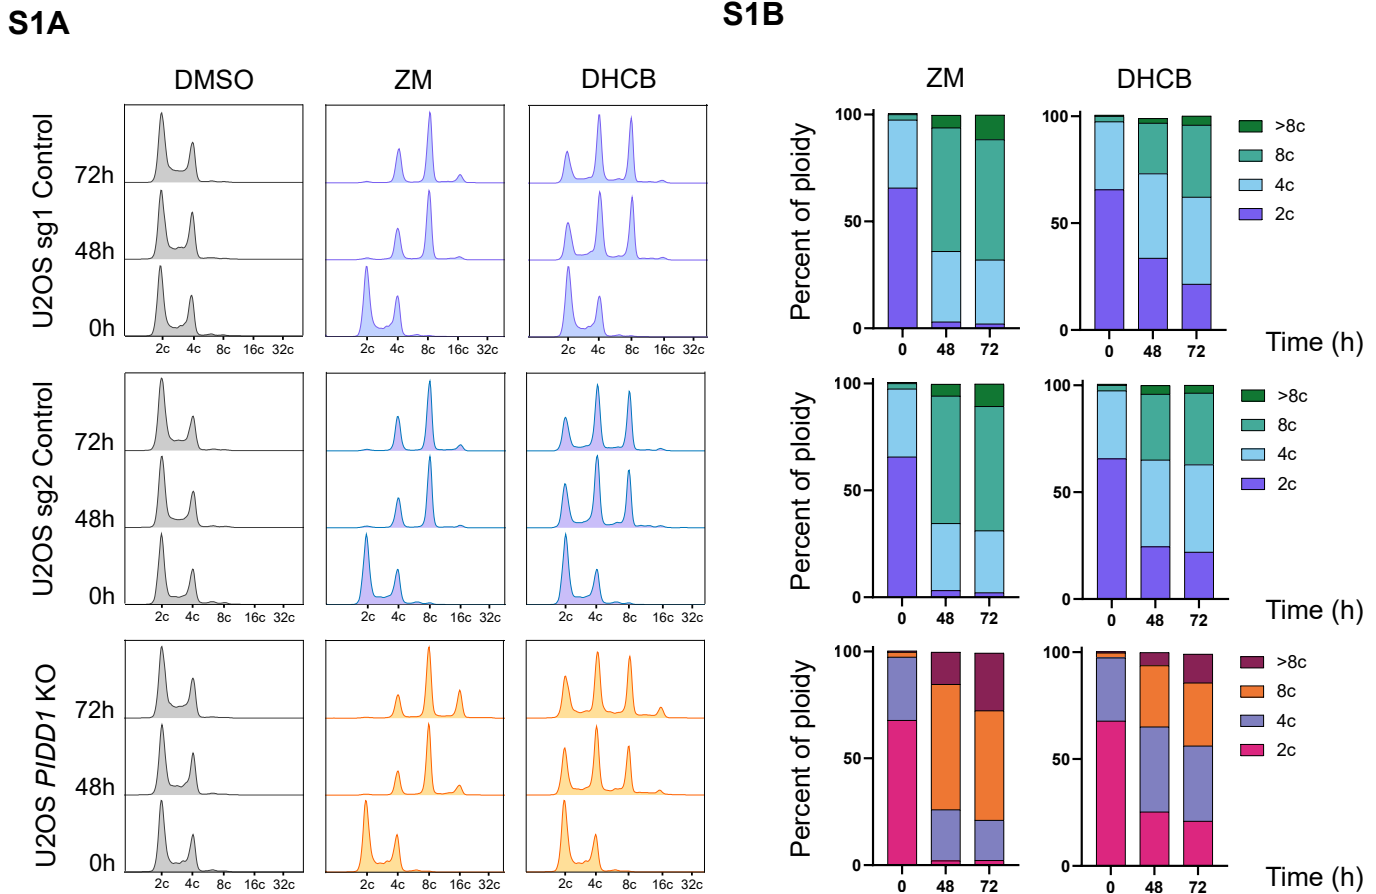 S1A
S1B
DMSO ZM DHCB
ZM DHCB
U2OS sg1 Control
72h
48h
0h
2c 4c 8c 16c 32c
2c 4c 8c 16c 32c
2c 4c 8c 16c 32c
Percent of ploidy
100
50
0
0 48 72
100
50
0
0 48 72
>8c
8c
4c
2c
Time (h)
U2OS sg2 Control
72h
48h
0h
2c 4c 8c 16c 32c
2c 4c 8c 16c 32c
2c 4c 8c 16c 32c
Percent of ploidy
100
50
0
0 48 72
100
50
0
0 48 72
>8c
8c
4c
2c
Time (h)
U2OS PIDD1 KO
72h
48h
0h
2c 4c 8c 16c 32c
2c 4c 8c 16c 32c
2c 4c 8c 16c 32c
Percent of ploidy
100
50
0
0 48 72
100
50
0
0 48 72
>8c
8c
4c
2c
Time (h)